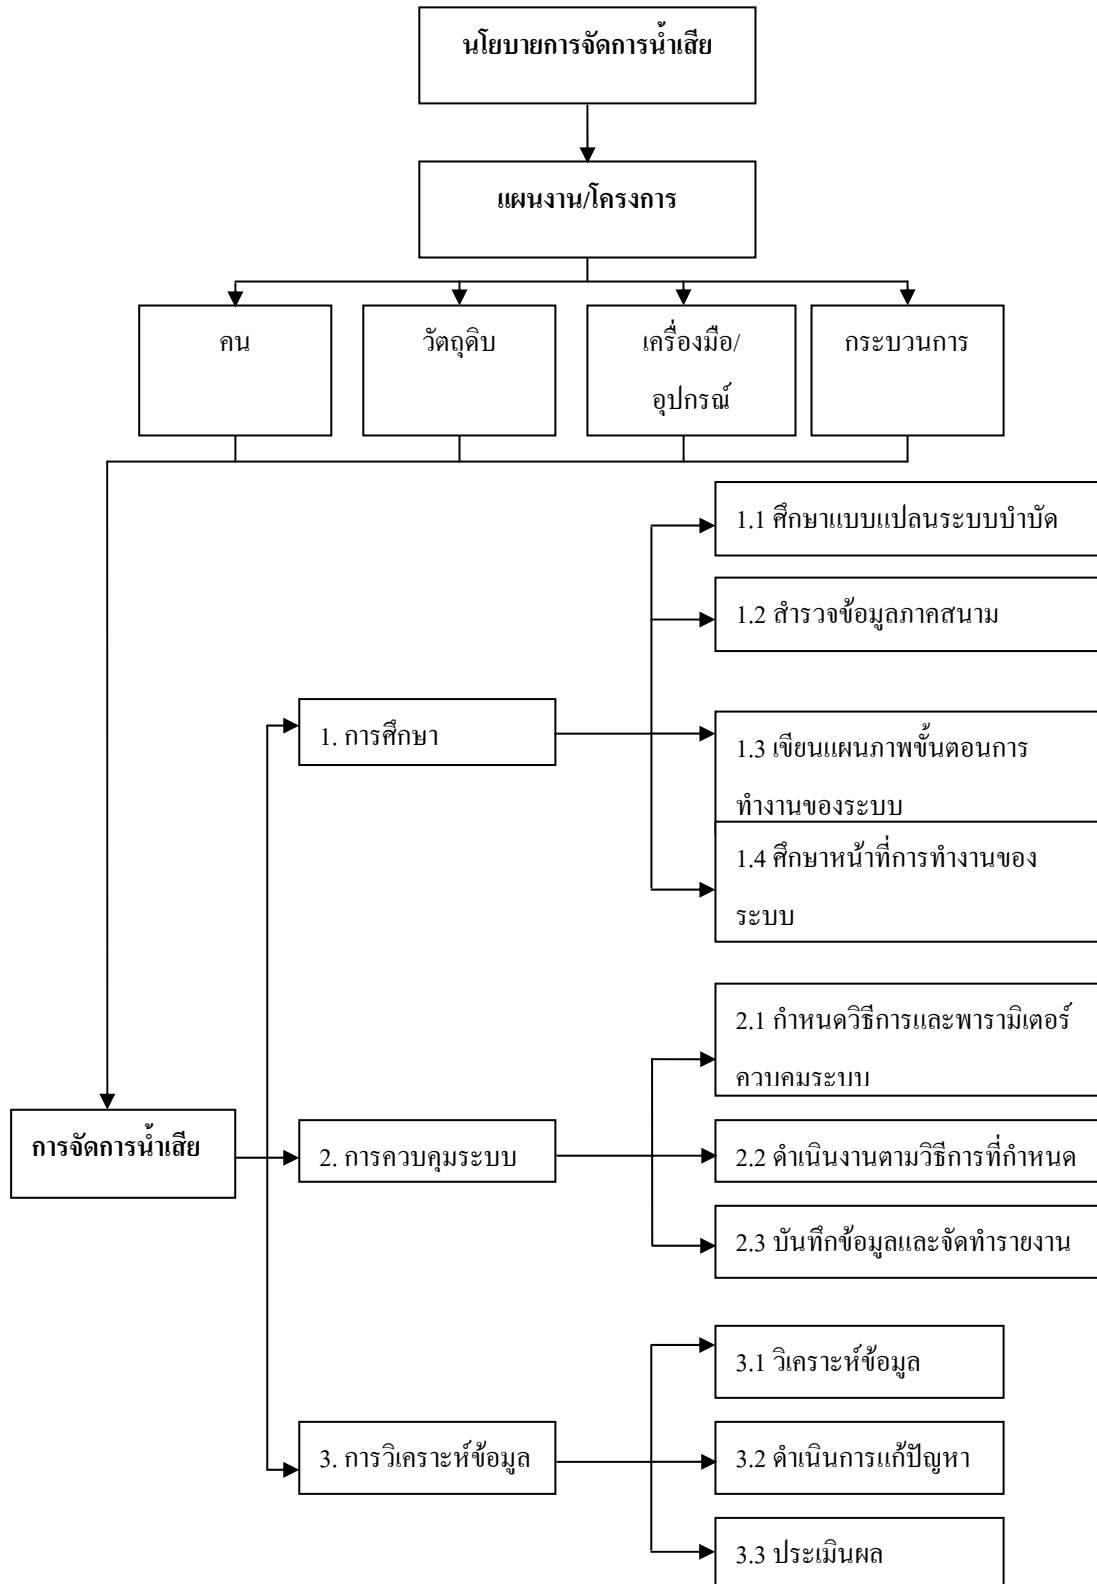 นโยบายการจัดการน้ำเสีย
แผนงาน/โครงการ
คน
วัตถุดิบ
เครื่องมือ/
อุปกรณ์
กระบวนการ
1.1 ศึกษาแบบแปลนระบบบำบัด
1.2 สำรวจข้อมูลภาคสนาม
1. การศึกษา
1.3 เขียนแผนภาพขั้นตอนการ
ทำงานของระบบ
1.4 ศึกษาหน้าที่การทำงานของ
ระบบ
2.1 กำหนดวิธีการและพารามิเตอร์
ควบคุมระบบ
การจัดการน้ำเสีย
2. การควบคุมระบบ
2.2 ดำเนินงานตามวิธีการที่กำหนด
2.3 บันทึกข้อมูลและจัดทำรายงาน
3.1 วิเคราะห์ข้อมูล
3. การวิเคราะห์ข้อมูล
3.2 ดำเนินการแก้ปัญหา
3.3 ประเมินผล